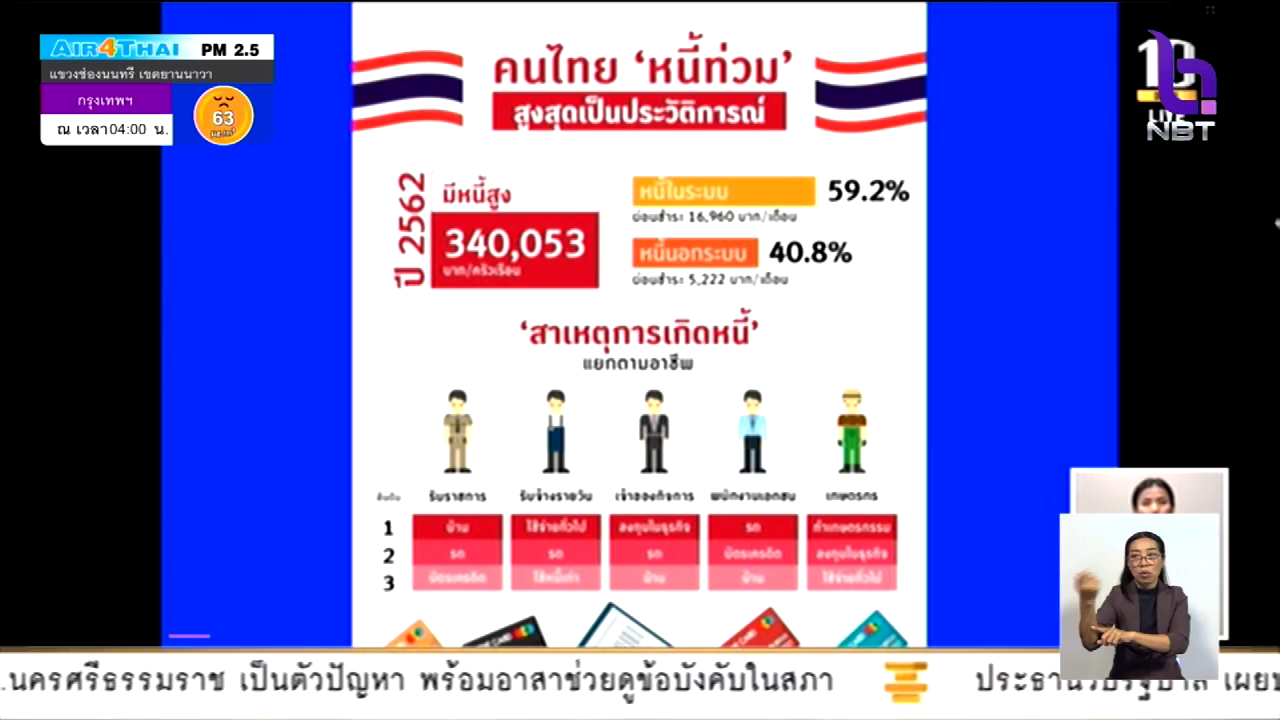 AIR4THAI PM 2.5
แขวงช่องนนทรี เขตยานนาวา
กรุงเทพฯ
63
ณ เวลา04:00 น.
LIVE
NBT
คนไทย ‘หนี้ท่วม’
สูงสุดเป็นประวัติการณ์
ปี 2562
มีหนี้สูง
340,053
บาท/ครัวเรือน
หนี้ในระบบ 59.2%
ผ่อนชำระ 16,960 บาท/เดือน
หนี้นอกระบบ 40.8%
ผ่อนชำระ 5,222 บาท/เดือน
‘สาเหตุการเกิดหนี้’
แยกตามอาชีพ
อันดับ รับราชการ รับจ้างรายวัน เจ้าของกิจการ พนักงานเอกชน เกษตรกร
1 บ้าน ใช้จ่ายทั่วไป ลงทุนในธุรกิจ รถ ทำเกษตรกรรม
2 รถ รถ รถ บัตรเครดิต ลงทุนในธุรกิจ
3 บัตรเครดิต ใช้หนี้เก่า บ้าน บ้าน ใช้จ่ายทั่วไป
.นครศรีธรรมราช เป็นตัวปัญหา พร้อมอาสาช่วยดูข้อบังคับในสภา